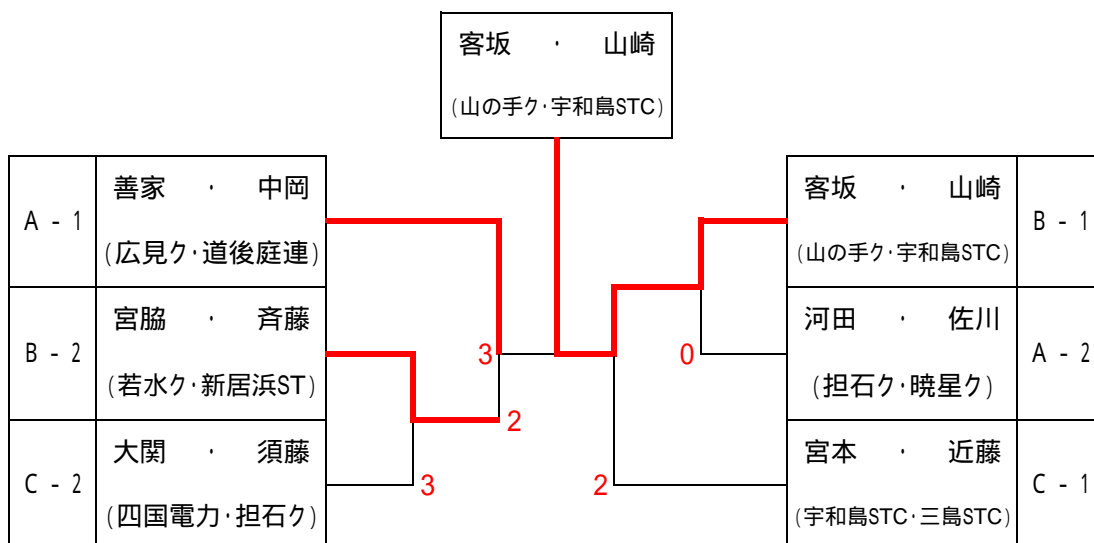 客坂 ・ 山崎
(山の手ク・宇和島STC)
A - 1
善家 ・ 中岡
(広見ク・道後庭連)
B - 2
宮脇 ・ 斉藤
(若水ク・新居浜ST)
C - 2
大関 ・ 須藤
(四国電力・担石ク)
3
2
3
0
2
客坂 ・ 山崎
(山の手ク・宇和島STC)
B - 1
河田 ・ 佐川
(担石ク・暁星ク)
A - 2
宮本 ・ 近藤
(宇和島STC・三島STC)
C - 1